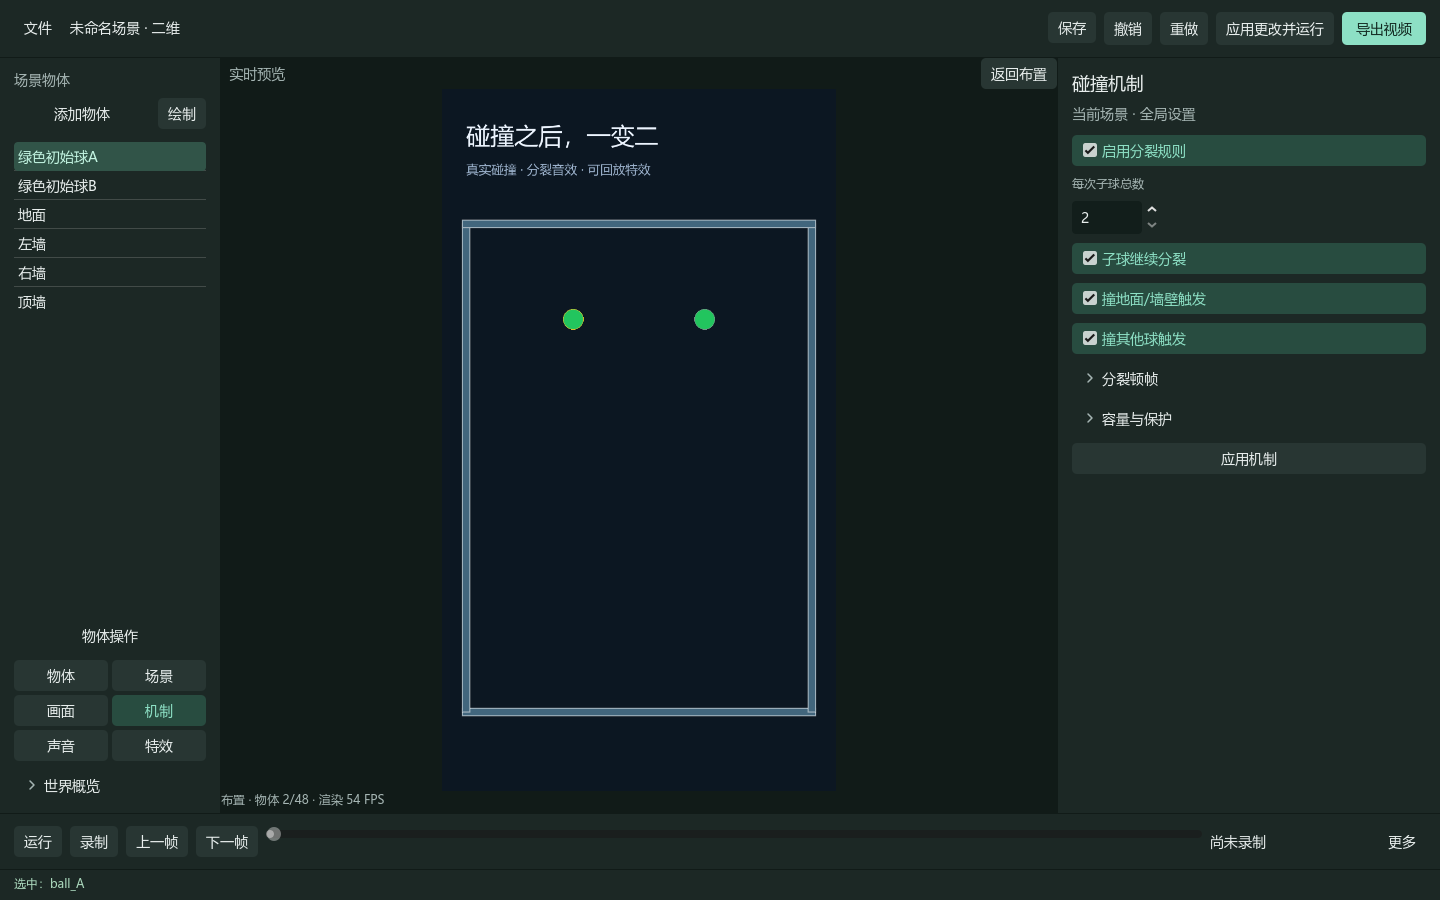 文件 未命名场景 · 二维 保存 撤销 重做 应用更改并运行 导出视频
场景物体
添加物体 绘制
绿色初始球A
绿色初始球B
地面
左墙
右墙
顶墙
物体操作
物体 场景
画面 机制
声音 特效
世界概览
实时预览 返回布置
碰撞之后，一变二
真实碰撞 · 分裂音效 · 可回放特效
布置 · 物体 2/48 · 渲染 54 FPS
碰撞机制
当前场景 · 全局设置
启用分裂规则
每次子球总数
2
子球继续分裂
撞地面/墙壁触发
撞其他球触发
分裂顿帧
容量与保护
应用机制
运行 录制 上一帧 下一帧 尚未录制 更多
选中：ball_A